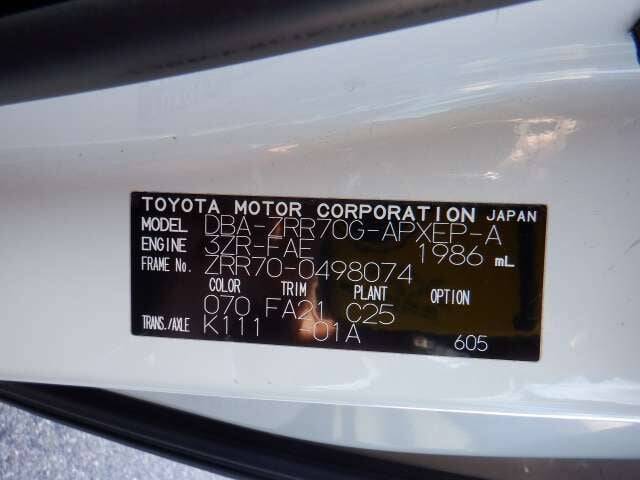 TOYOTA MOTOR CORPORATION JAPAN
MODEL DBA-ZRR70G-APXEP-A
ENGINE 3ZR-FAE 1986 mL
FRAME No. ZRR70-0498074
COLOR TRIM PLANT OPTION
070 FA21 C25
TRANS./AXLE K111 -01A 605